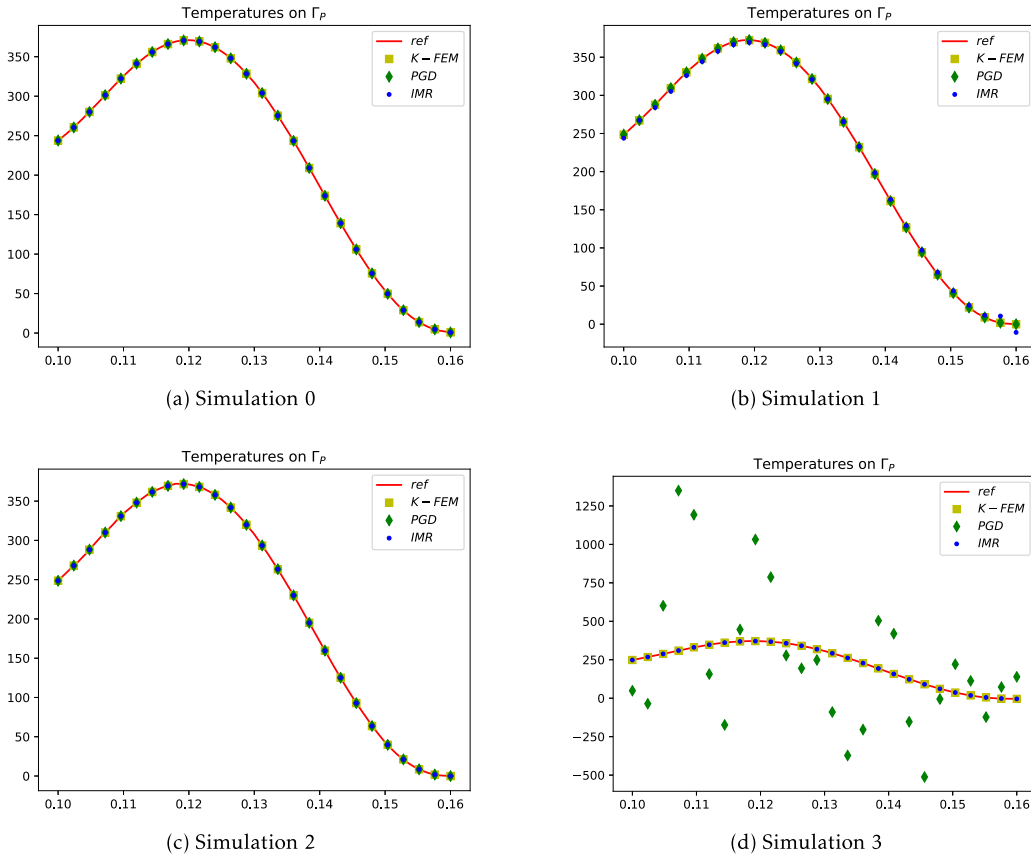 Temperatures on Γ_P
350
300
250
200
150
100
50
0
0.10 0.11 0.12 0.13 0.14 0.15 0.16
ref
K − FEM
PGD
IMR
(a) Simulation 0
Temperatures on Γ_P
350
300
250
200
150
100
50
0
0.10 0.11 0.12 0.13 0.14 0.15 0.16
ref
K − FEM
PGD
IMR
(b) Simulation 1
Temperatures on Γ_P
350
300
250
200
150
100
50
0
0.10 0.11 0.12 0.13 0.14 0.15 0.16
ref
K − FEM
PGD
IMR
(c) Simulation 2
Temperatures on Γ_P
1250
1000
750
500
250
0
−250
−500
0.10 0.11 0.12 0.13 0.14 0.15 0.16
ref
K − FEM
PGD
IMR
(d) Simulation 3